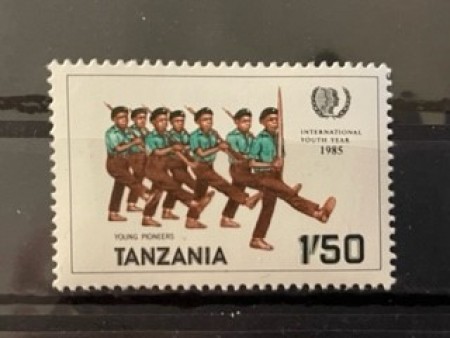 INTERNATIONAL
YOUTH YEAR
1985
YOUNG PIONEERS
TANZANIA 1/50